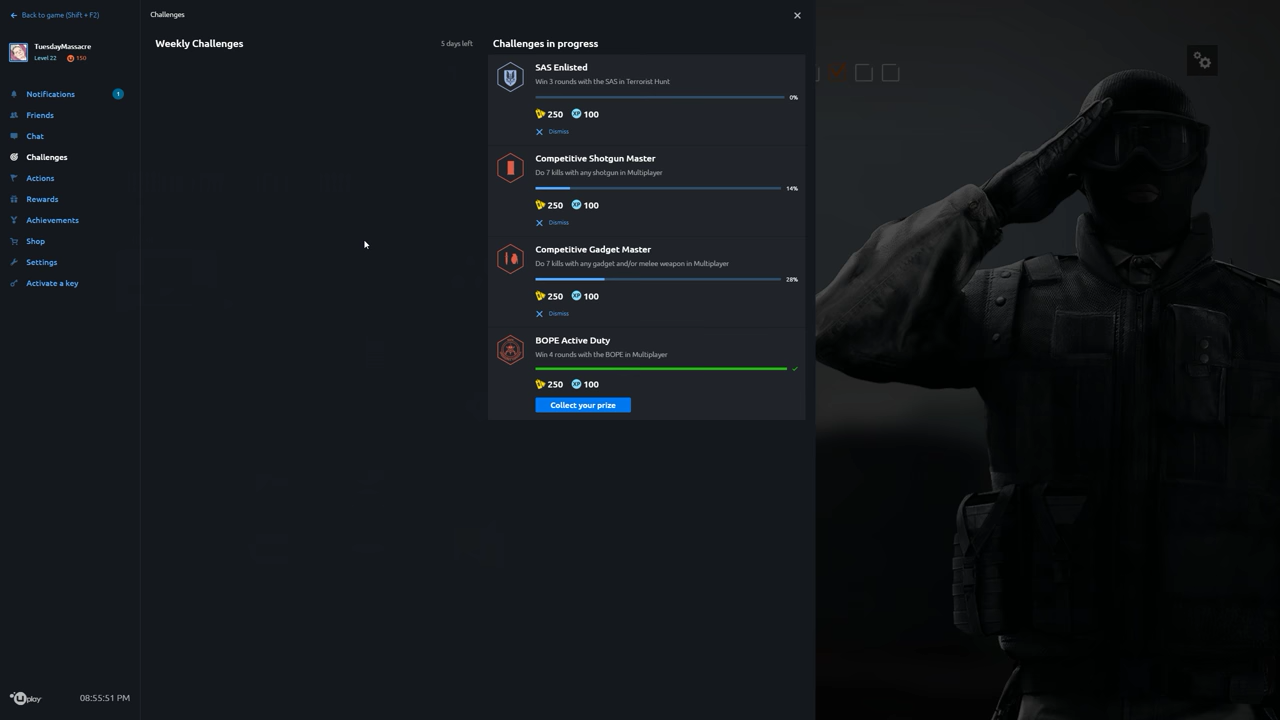 Back to game (Shift + F2)
TuesdayMassacre
Level 22 150
Notifications 1
Friends
Chat
Challenges
Actions
Rewards
Achievements
Shop
Settings
Activate a key
uplay 08:55:51 PM
Challenges
Weekly Challenges 5 days left
Challenges in progress
SAS Enlisted
Win 3 rounds with the SAS in Terrorist Hunt
0%
250 XP 100
Dismiss
Competitive Shotgun Master
Do 7 kills with any shotgun in Multiplayer
14%
250 XP 100
Dismiss
Competitive Gadget Master
Do 7 kills with any gadget and/or melee weapon in Multiplayer
28%
250 XP 100
Dismiss
BOPE Active Duty
Win 4 rounds with the BOPE in Multiplayer
250 XP 100
Collect your prize